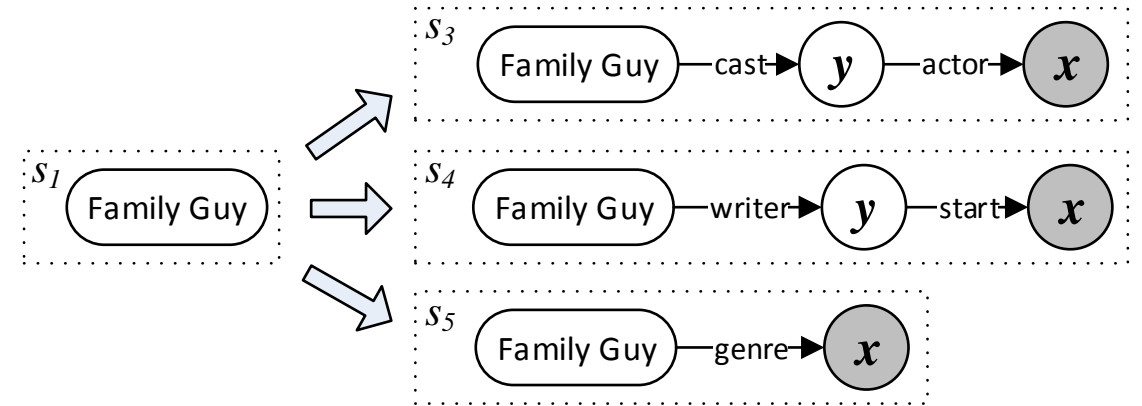 s3
Family Guy cast y actor x
s1
Family Guy
s4
Family Guy writer y start x
s5
Family Guy genre x